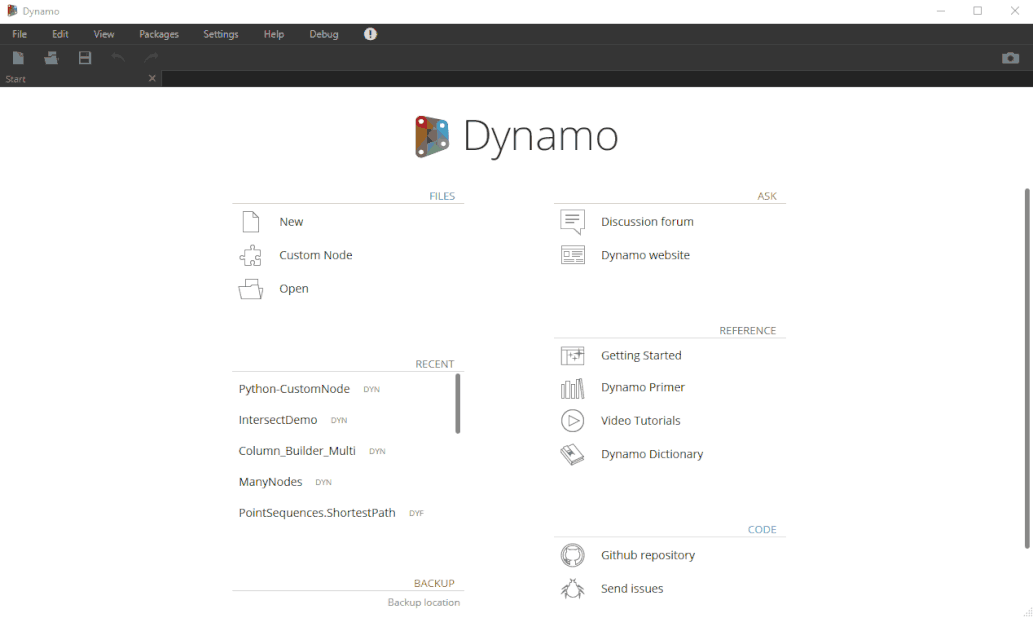 Dynamo
File Edit View Packages Settings Help Debug
Start
Dynamo
FILES
New
Custom Node
Open
RECENT
Python-CustomNode DYN
IntersectDemo DYN
Column_Builder_Multi DYN
ManyNodes DYN
PointSequences.ShortestPath DYF
BACKUP
Backup location
ASK
Discussion forum
Dynamo website
REFERENCE
Getting Started
Dynamo Primer
Video Tutorials
Dynamo Dictionary
CODE
Github repository
Send issues